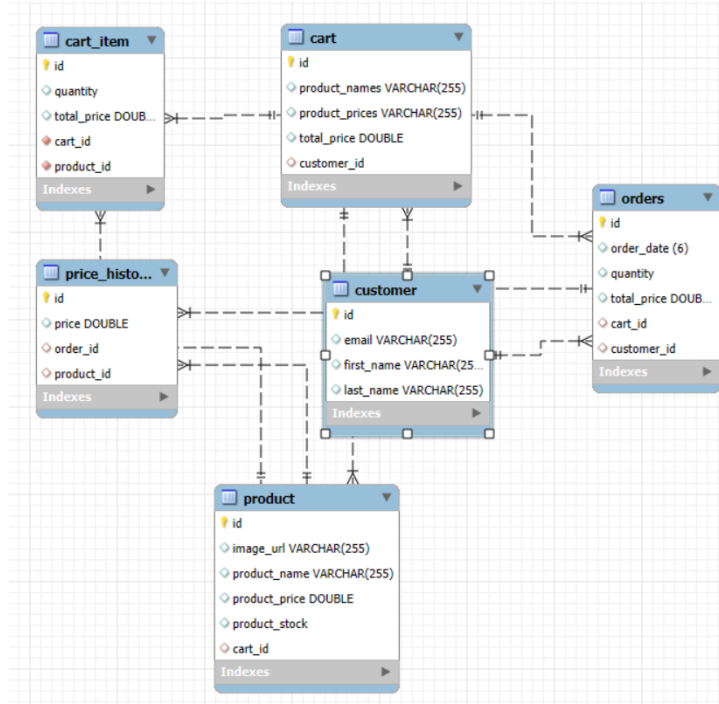 cart_item
id
quantity
total_price DOUB...
cart_id
product_id
Indexes
cart
id
product_names VARCHAR(255)
product_prices VARCHAR(255)
total_price DOUBLE
customer_id
Indexes
orders
id
order_date (6)
quantity
total_price DOUB...
cart_id
customer_id
Indexes
price_histo...
id
price DOUBLE
order_id
product_id
Indexes
customer
id
email VARCHAR(255)
first_name VARCHAR(25...
last_name VARCHAR(255)
Indexes
product
id
image_url VARCHAR(255)
product_name VARCHAR(255)
product_price DOUBLE
product_stock
cart_id
Indexes